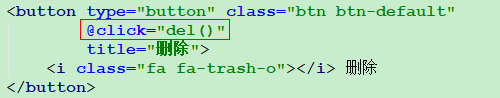 <button type="button" class="btn btn-default"
@click="del()"
title="删除">
<i class="fa fa-trash-o"></i> 删除
</button>